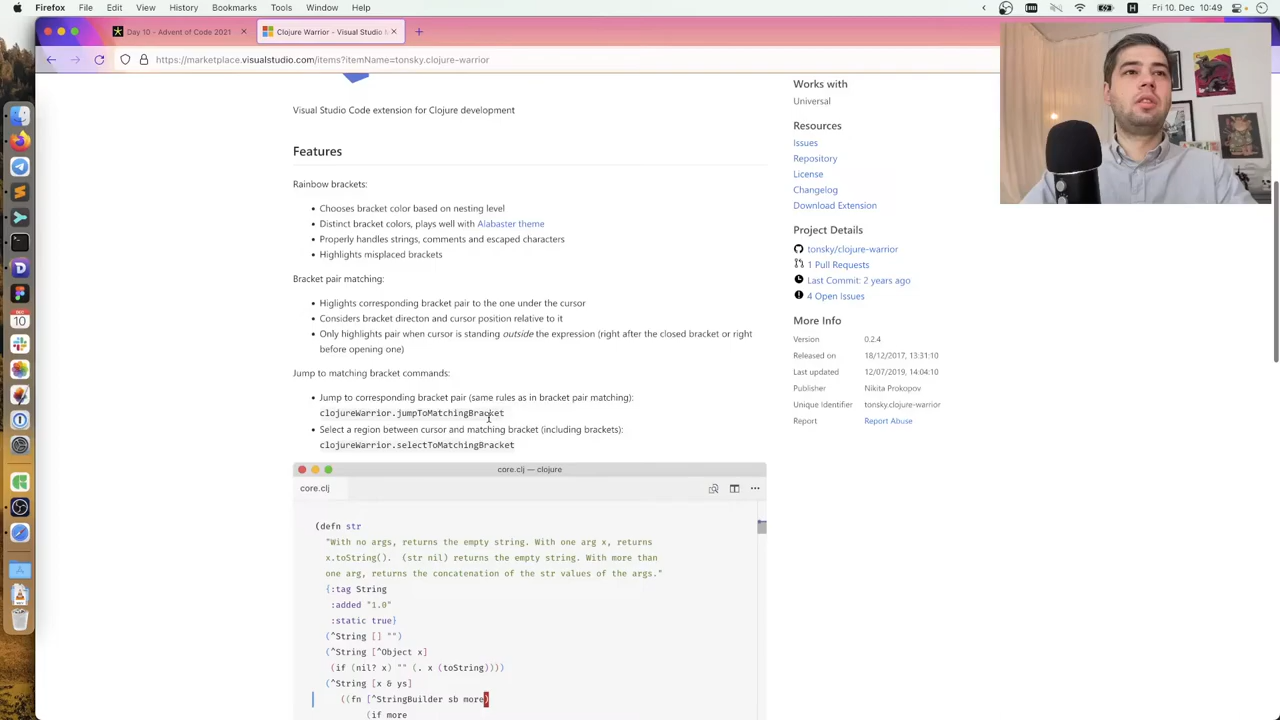 Firefox File Edit View History Bookmarks Tools Window Help Fri 10. Dec 10:49
Day 10 - Advent of Code 2021
Clojure Warrior - Visual Studio
https://marketplace.visualstudio.com/items?itemName=tonsky.clojure-warrior
Visual Studio Code extension for Clojure development
Features
Rainbow brackets:
Chooses bracket color based on nesting level
Distinct bracket colors, plays well with Alabaster theme
Properly handles strings, comments and escaped characters
Highlights misplaced brackets
Bracket pair matching:
Higlights corresponding bracket pair to the one under the cursor
Considers bracket directon and cursor position relative to it
Only highlights pair when cursor is standing outside the expression (right after the closed bracket or right
before opening one)
Jump to matching bracket commands:
Jump to corresponding bracket pair (same rules as in bracket pair matching):
clojureWarrior.jumpToMatchingBracket
Select a region between cursor and matching bracket (including brackets):
clojureWarrior.selectToMatchingBracket
core.clj — clojure
core.clj
(defn str
"With no args, returns the empty string. With one arg x, returns
x.toString().  (str nil) returns the empty string. With more than
one arg, returns the concatenation of the str values of the args."
{:tag String
:added "1.0"
:static true}
(^String [] "")
(^String [^Object x]
(if (nil? x) "" (. x (toString))))
(^String [x & ys]
((fn [^StringBuilder sb more]
(if more
Works with
Universal
Resources
Issues
Repository
License
Changelog
Download Extension
Project Details
tonsky/clojure-warrior
1 Pull Requests
Last Commit: 2 years ago
4 Open Issues
More Info
Version 0.2.4
Released on 18/12/2017, 13:31:10
Last updated 12/07/2019, 14:04:10
Publisher Nikita Prokopov
Unique Identifier tonsky.clojure-warrior
Report Report Abuse
DEC
10